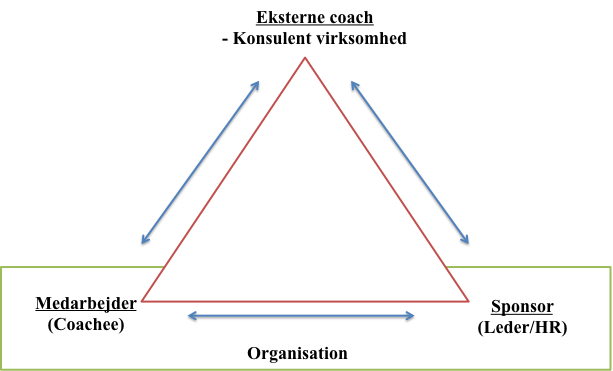 Eksterne coach
- Konsulent virksomhed
Medarbejder
(Coachee)
Sponsor
(Leder/HR)
Organisation